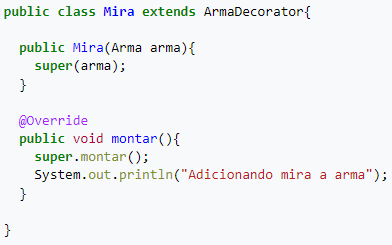 public class Mira extends ArmaDecorator{
public Mira(Arma arma){
super(arma);
}
@Override
public void montar(){
super.montar();
System.out.println("Adicionando mira a arma");
}
}